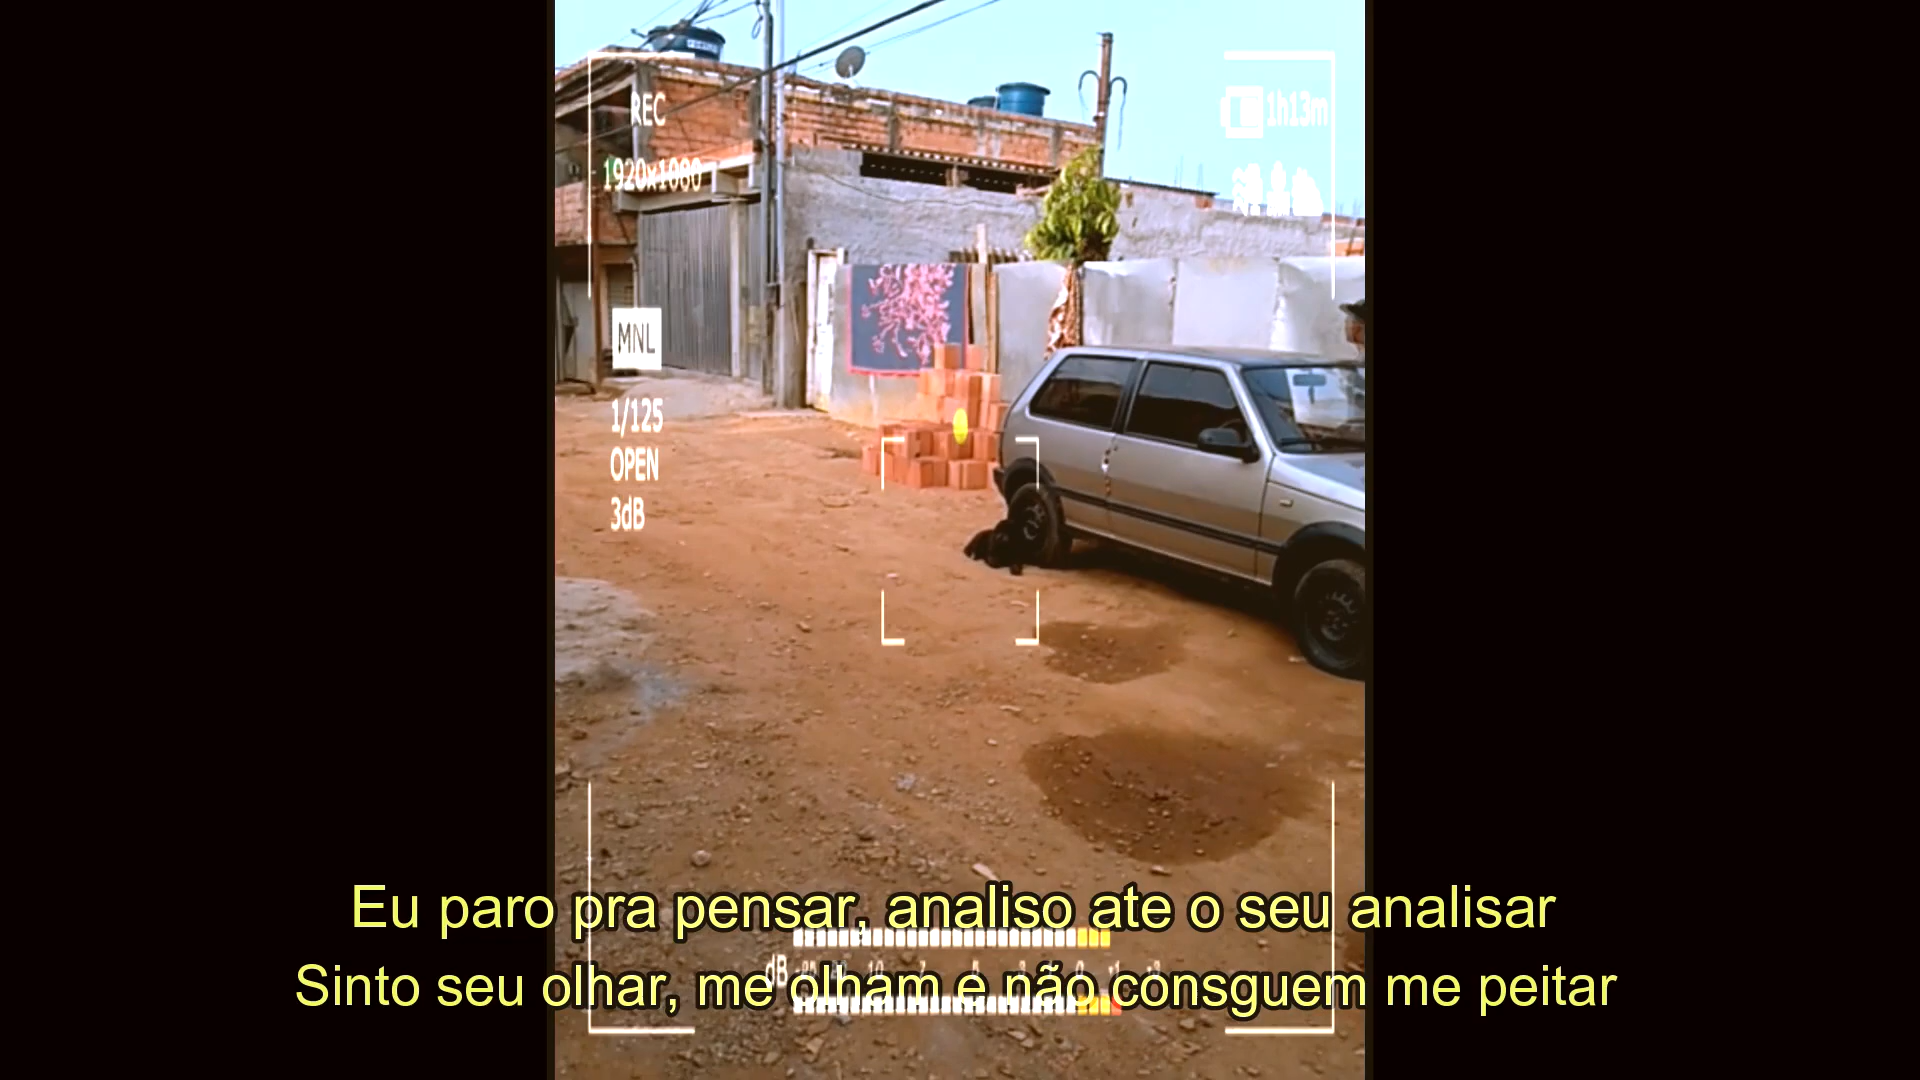 REC
1h13m
1920x1080
MNL
1/125
OPEN
3dB
Eu paro pra pensar, analiso ate o seu analisar
dB
Sinto seu olhar, me olham e não consguem me peitar